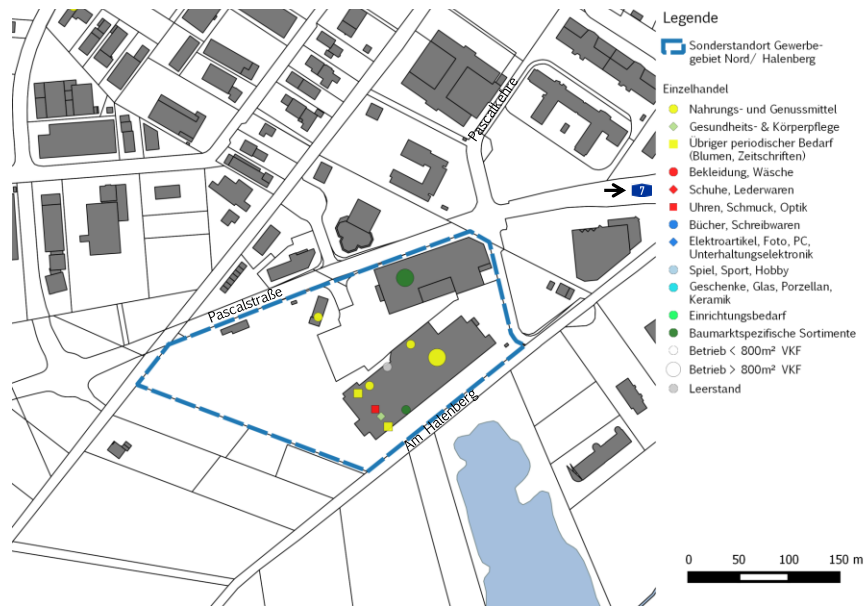 Pascalkehre
Pascalstraße
Am Halenberg
7
Legende
Sonderstandort Gewerbe-
gebiet Nord/ Halenberg
Einzelhandel
Nahrungs- und Genussmittel
Gesundheits- & Körperpflege
Übriger periodischer Bedarf
(Blumen, Zeitschriften)
Bekleidung, Wäsche
Schuhe, Lederwaren
Uhren, Schmuck, Optik
Bücher, Schreibwaren
Elektroartikel, Foto, PC,
Unterhaltungselektronik
Spiel, Sport, Hobby
Geschenke, Glas, Porzellan,
Keramik
Einrichtungsbedarf
Baumarktspezifische Sortimente
Betrieb < 800m² VKF
Betrieb > 800m² VKF
Leerstand
0 50 100 150 m